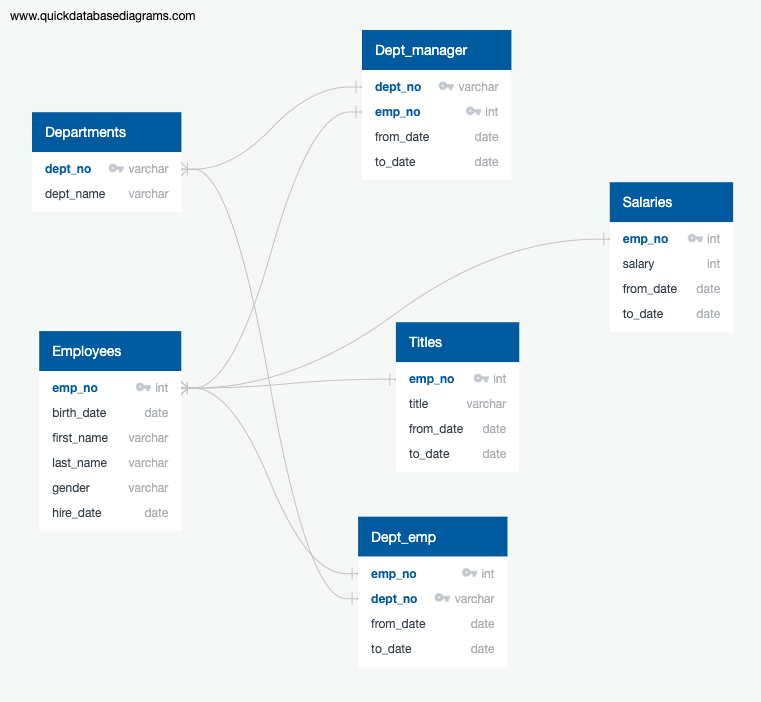 www.quickdatabasediagrams.com
Dept_manager
dept_no varchar
emp_no int
from_date date
to_date date
Departments
dept_no varchar
dept_name varchar
Salaries
emp_no int
salary int
from_date date
to_date date
Employees
emp_no int
birth_date date
first_name varchar
last_name varchar
gender varchar
hire_date date
Titles
emp_no int
title varchar
from_date date
to_date date
Dept_emp
emp_no int
dept_no varchar
from_date date
to_date date